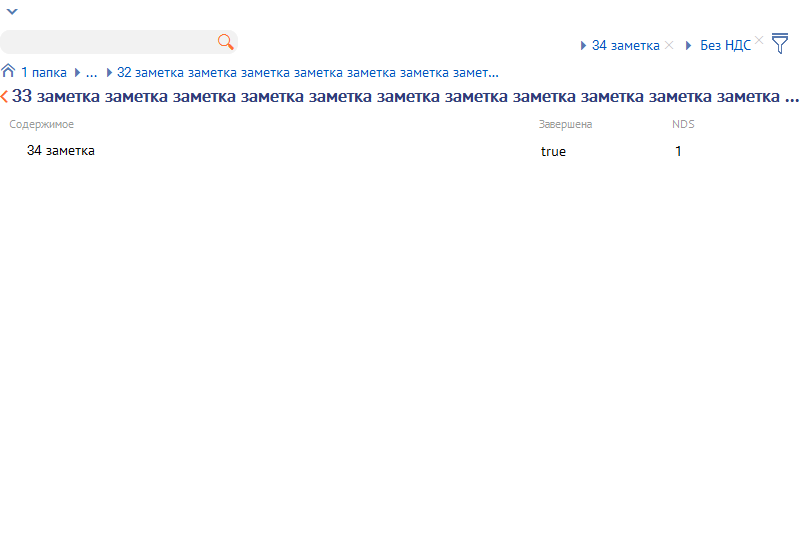 34 заметка Без НДС
1 папка ... 32 заметка заметка заметка заметка заметка заметка замет...
33 заметка заметка заметка заметка заметка заметка заметка заметка заметка заметка заметка ...
Содержимое Завершена NDS
34 заметка true 1